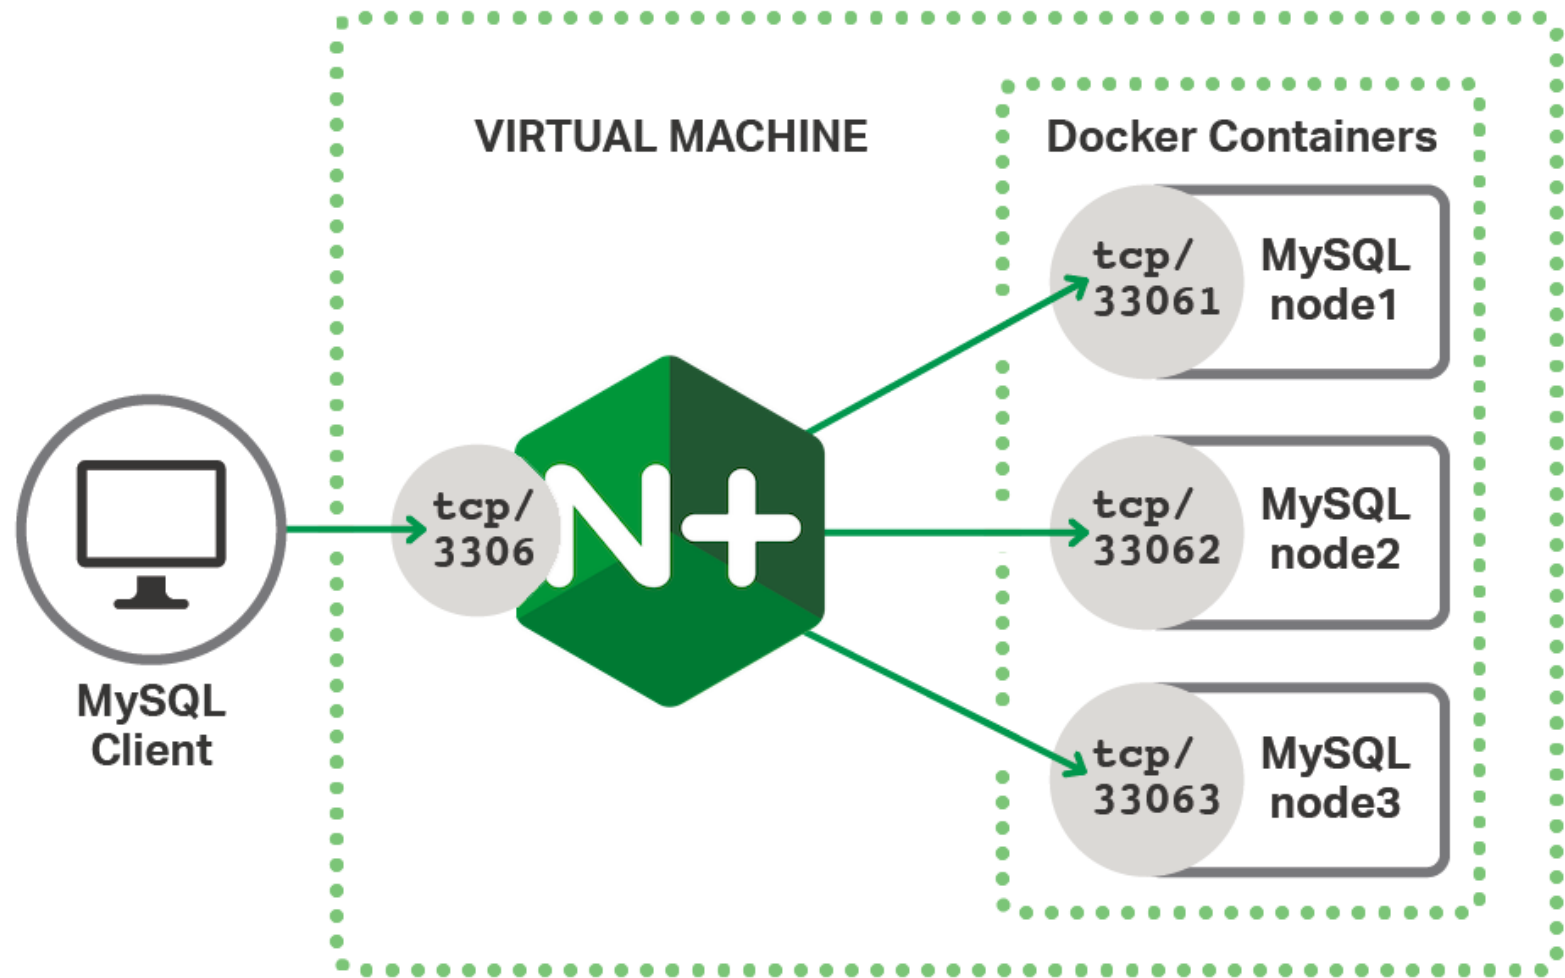 VIRTUAL MACHINE
Docker Containers
tcp/
33061
MySQL
node1
tcp/
3306
N+
tcp/
33062
MySQL
node2
MySQL
Client
tcp/
33063
MySQL
node3